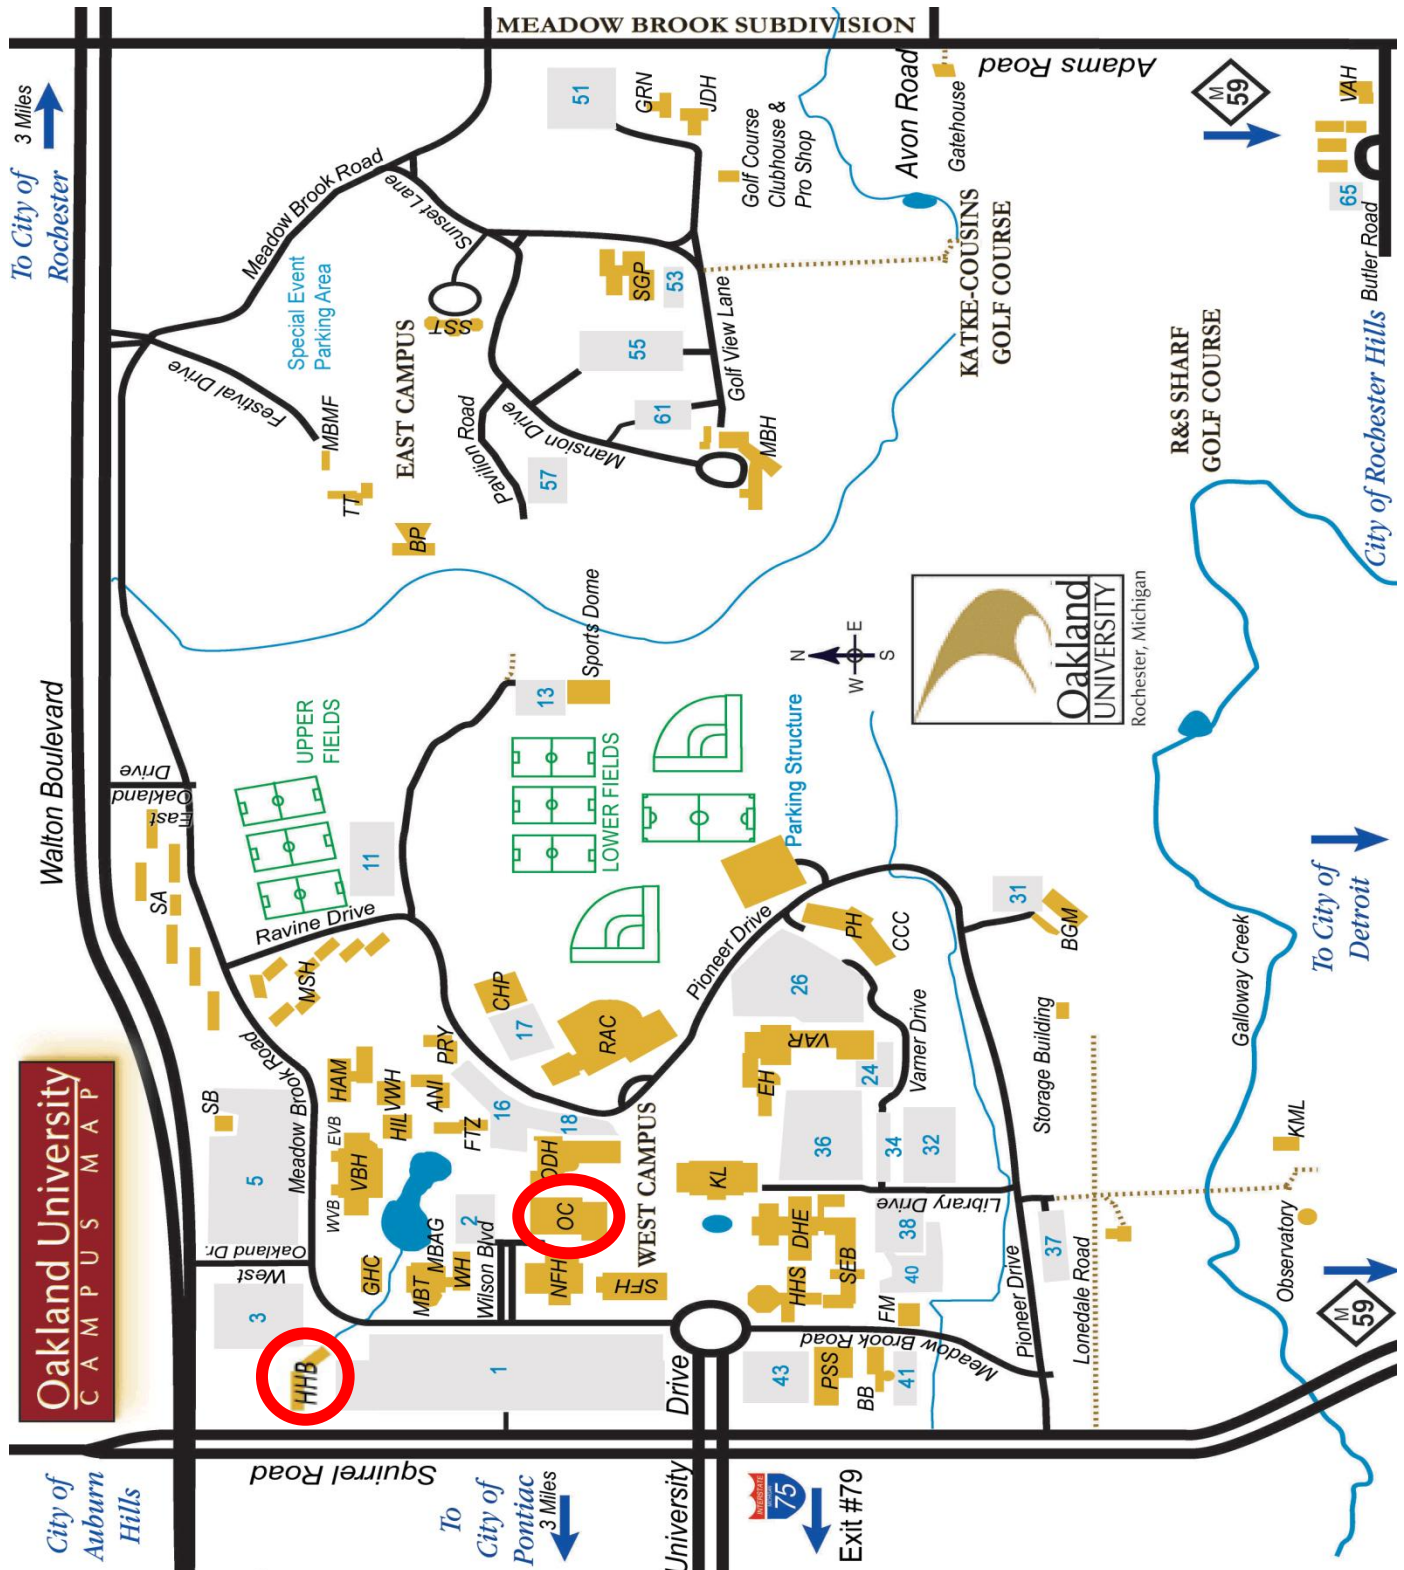 Oakland University
CAMPUS MAP
MEADOW BROOK SUBDIVISION
To City of
Rochester
3 Miles
Walton Boulevard
Meadow Brook Road
Sunset Lane
Festival Drive
Special Event
Parking Area
EAST CAMPUS
SST
MBMF
TT
BP
Pavilion Road
Mansion Drive
57
51
GRN
JDH
Golf Course
Clubhouse &
Pro Shop
SGP
53
55
61
Golf View Lane
MBH
Avon Road
Gatehouse
Adams Road
M
59
VAH
65
Butler Road
KATKE-COUSINS
GOLF COURSE
R&S SHARF
GOLF COURSE
City of Rochester Hills
Oakland
UNIVERSITY
Rochester, Michigan
N
E
S
W
Sports Dome
13
UPPER
FIELDS
LOWER FIELDS
11
East
Oakland
Drive
SA
Ravine Drive
MSH
Parking Structure
Pioneer Drive
CHP
17
RAC
PRY
HAM
VWH
ANI
HIL
FTZ
16
18
EVB
VBH
WVB
SB
5
Meadow Brook Road
West
Oakland Dr.
3
HHB
GHC
MBAG
MBT
WH
2
Wilson Blvd
ODH
OC
NFH
SFH
WEST CAMPUS
1
PH
CCC
26
VAR
EH
24
Varner Drive
36
34
32
KL
Library Drive
DHE
38
SEB
40
HHS
FM
43
PSS
BB
41
Meadow Brook Road
Pioneer Drive
37
Lonedale Road
31
BGM
Storage Building
Galloway Creek
KML
Observatory
To City of
Detroit
M
59
Squirrel Road
University
Drive
City of
Auburn
Hills
To
City of
Pontiac
3 Miles
INTERSTATE
75
Exit #79